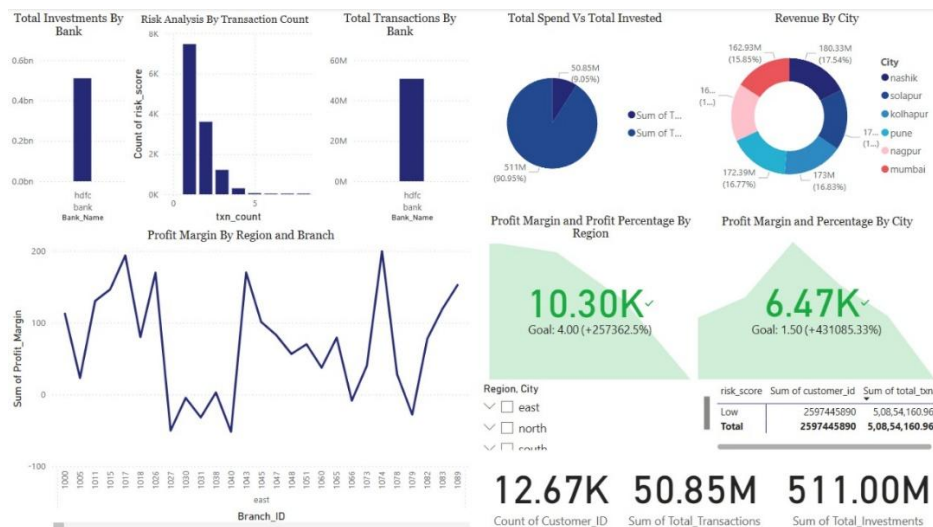 Total Investments By
Bank
0.6bn
0.4bn
0.2bn
0.0bn
hdfc
bank
Bank_Name
Risk Analysis By Transaction Count
Count of risk_score
8K
6K
4K
2K
0K
0
5
txn_count
Total Transactions By
Bank
60M
40M
20M
0M
hdfc
bank
Bank_Name
Total Spend Vs Total Invested
50.85M
(9.05%)
511M
(90.95%)
Sum of T...
Sum of T...
Revenue By City
162.93M
(15.85%)
180.33M
(17.54%)
16...
(1...)
17...
(1...)
172.39M
(16.77%)
173M
(16.83%)
City
nashik
solapur
kolhapur
pune
nagpur
mumbai
Profit Margin By Region and Branch
Sum of Profit_Margin
200
100
0
-100
1000
1005
1011
1015
1017
1018
1026
1027
1030
1031
1038
1040
1043
1045
1047
1048
1051
1060
1065
1066
1073
1074
1078
1079
1082
1083
1089
east
Branch_ID
Profit Margin and Profit Percentage By
Region
10.30K
Goal: 4.00 (+257362.5%)
Profit Margin and Percentage By City
6.47K
Goal: 1.50 (+431085.33%)
Region, City
east
north
south
risk_score Sum of customer_id Sum of total_txn
Low 2597445890 5,08,54,160.96
Total 2597445890 5,08,54,160.96
12.67K
Count of Customer_ID
50.85M
Sum of Total_Transactions
511.00M
Sum of Total_Investments